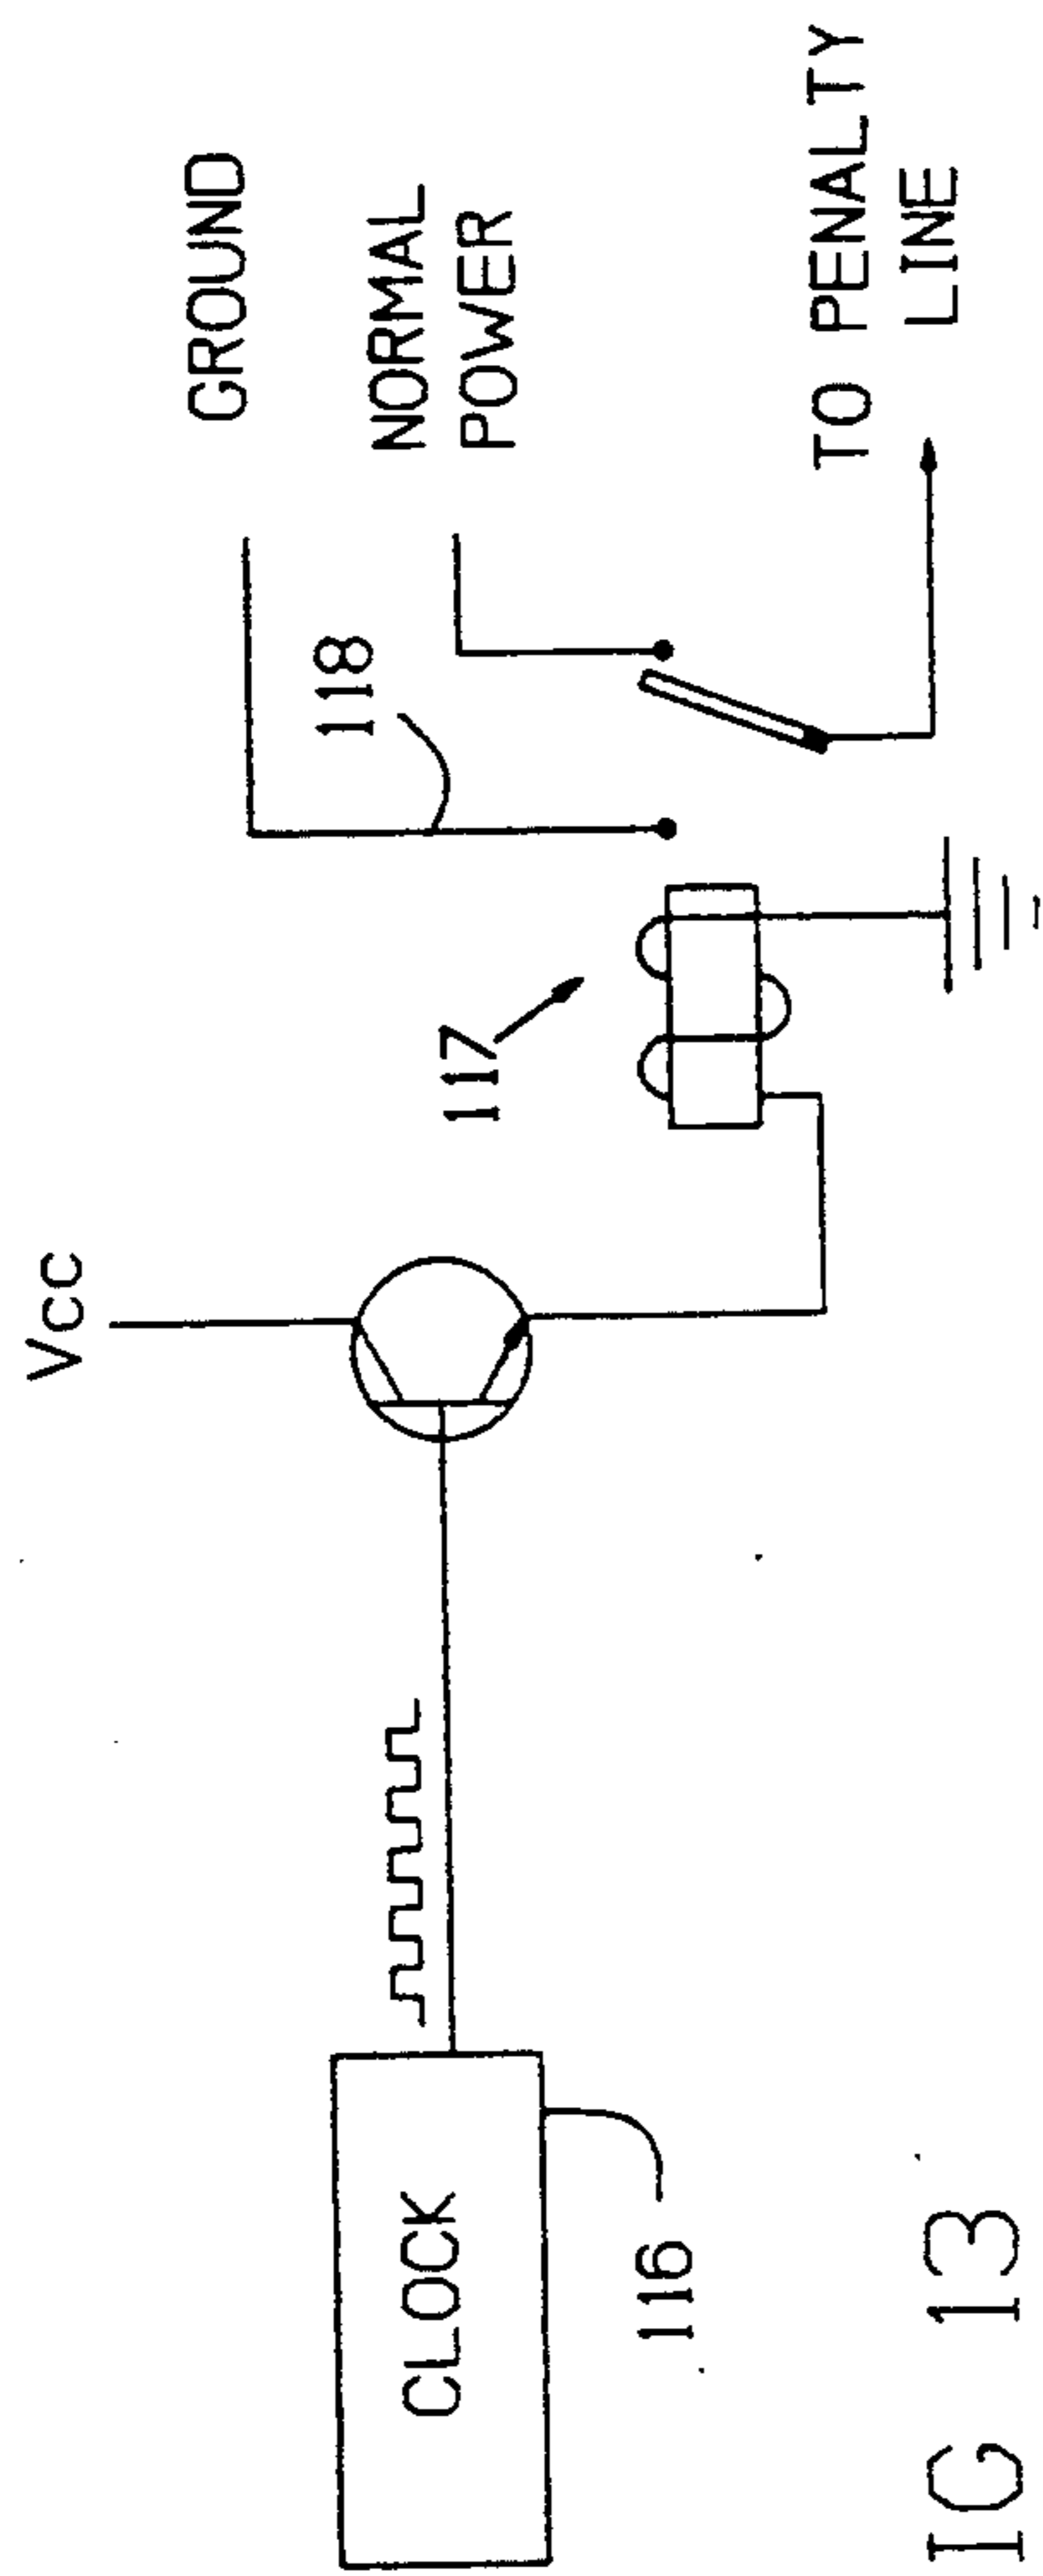 Vcc
GROUND
NORMAL
POWER
118
117
CLOCK
116
TO PENALTY
LINE
IG 13